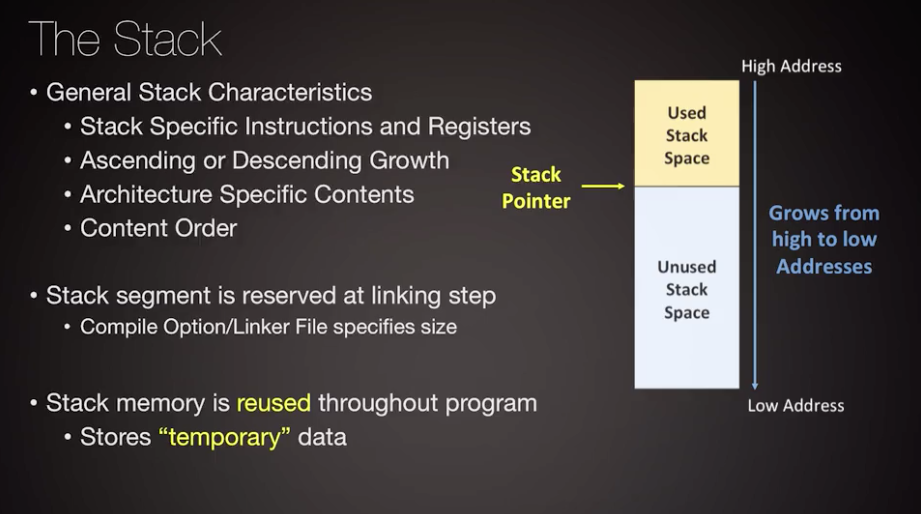 The Stack
• General Stack Characteristics
• Stack Specific Instructions and Registers
• Ascending or Descending Growth
• Architecture Specific Contents
• Content Order
• Stack segment is reserved at linking step
• Compile Option/Linker File specifies size
• Stack memory is reused throughout program
• Stores “temporary” data
High Address
Used
Stack
Space
Stack
Pointer
Grows from
high to low
Addresses
Unused
Stack
Space
Low Address